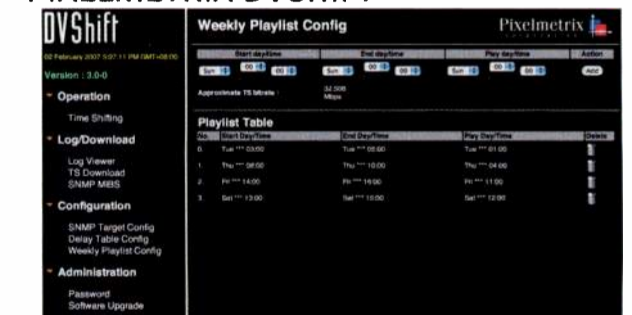 DVShift
02 February 2007 5:07:11 PM GMT+08:00
Version : 3.0-0
Operation
Time Shifting
Log/Download
Log Viewer
TS Download
SNMP MIBS
Configuration
SNMP Target Config
Delay Table Config
Weekly Playlist Config
Administration
Password
Software Upgrade
Weekly Playlist Config
Pixelmetrix
Start day/time End day/time Play day/time Action
Sun 00 00 Sun 00 00 Sun 00 00 Add
Approximate TS bitrate : 32.508
Mbps
Playlist Table
No. Start Day/Time End Day/Time Play Day/Time Delete
0. Tue *** 03:00 Tue *** Tue *** 01:00
1. Thu *** 08:00 Thu *** 10:00 Thu *** 04:00
2. Fri *** 14:00 Fri *** 16:00 Fri *** 11:00
3. Sat *** 13:00 Sat *** 15:00 Sat *** 12:00